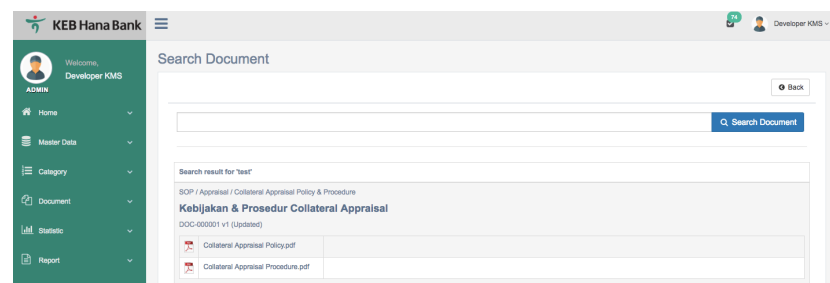 KEB Hana Bank
74
Developer KMS
Welcome,
Developer KMS
ADMIN
Search Document
Back
Home
Master Data
Category
Document
Statistic
Report
Search Document
Search result for 'test'
SOP / Appraisal / Collateral Appraisal Policy & Procedure
Kebijakan & Prosedur Collateral Appraisal
DOC-000001 v1 (Updated)
Collateral Appraisal Policy.pdf
Collateral Appraisal Procedure.pdf